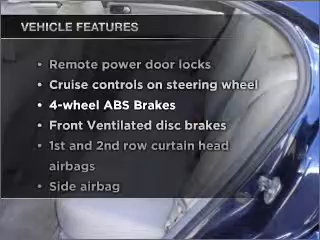 VEHICLE FEATURES
• Remote power door locks
• Cruise controls on steering wheel
• 4-wheel ABS Brakes
• Front Ventilated disc brakes
• 1st and 2nd row curtain head
airbags
• Side airbag